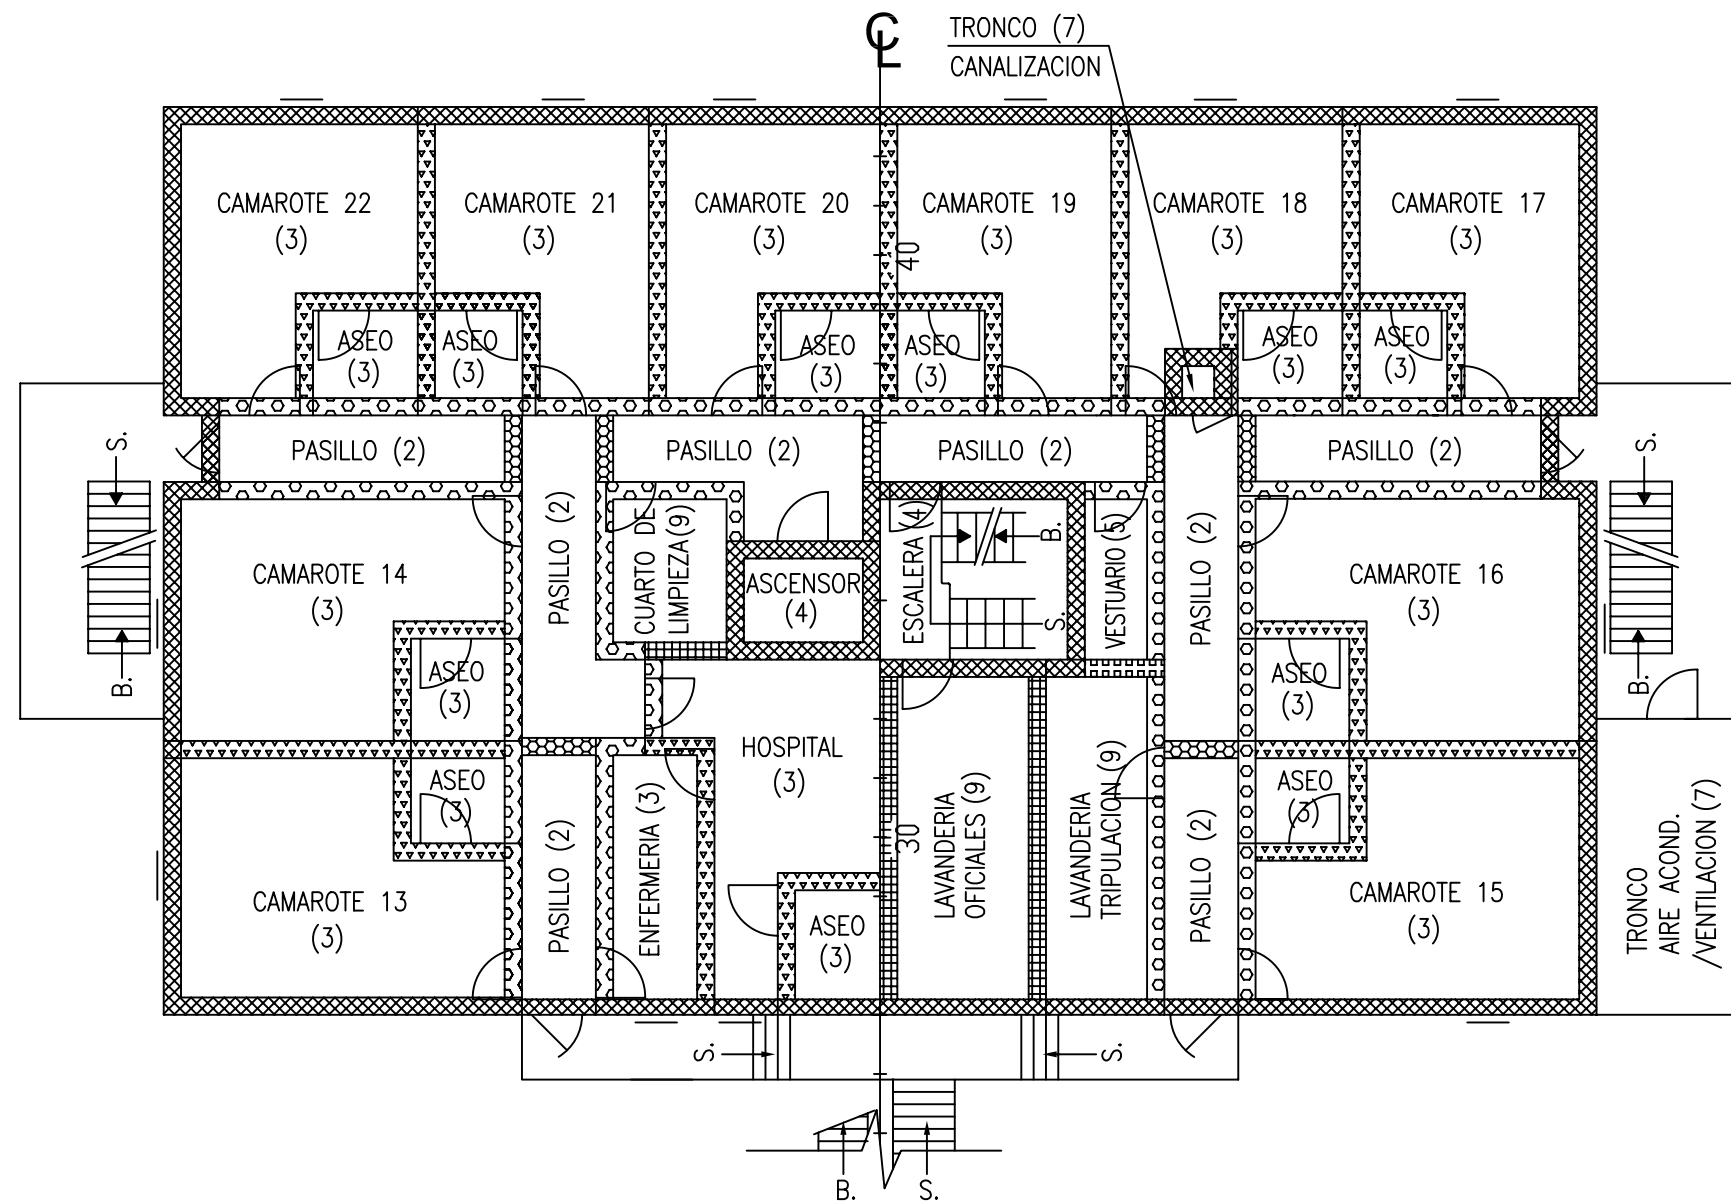 CL
TRONCO (7)
CANALIZACION
CAMAROTE 22
(3)
CAMAROTE 21
(3)
CAMAROTE 20
(3)
CAMAROTE 19
(3)
CAMAROTE 18
(3)
CAMAROTE 17
(3)
40
ASEO
(3)
ASEO
(3)
ASEO
(3)
ASEO
(3)
ASEO
(3)
ASEO
(3)
PASILLO (2)
PASILLO (2)
PASILLO (2)
PASILLO (2)
S.
B.
S.
B.
CAMAROTE 14
(3)
ASEO
(3)
PASILLO (2)
CUARTO DE
LIMPIEZA(9)
ASCENSOR
(4)
ESCALERA (4)
B.
S.
VESTUARIO (5)
PASILLO (2)
CAMAROTE 16
(3)
ASEO
(3)
CAMAROTE 13
(3)
ASEO
(3)
PASILLO (2)
ENFERMERIA (3)
HOSPITAL
(3)
ASEO
(3)
30
LAVANDERIA
OFICIALES (9)
LAVANDERIA
TRIPULACION (9)
PASILLO (2)
ASEO
(3)
CAMAROTE 15
(3)
TRONCO
AIRE ACOND.
/VENTILACION (7)
S.
S.
B.
S.